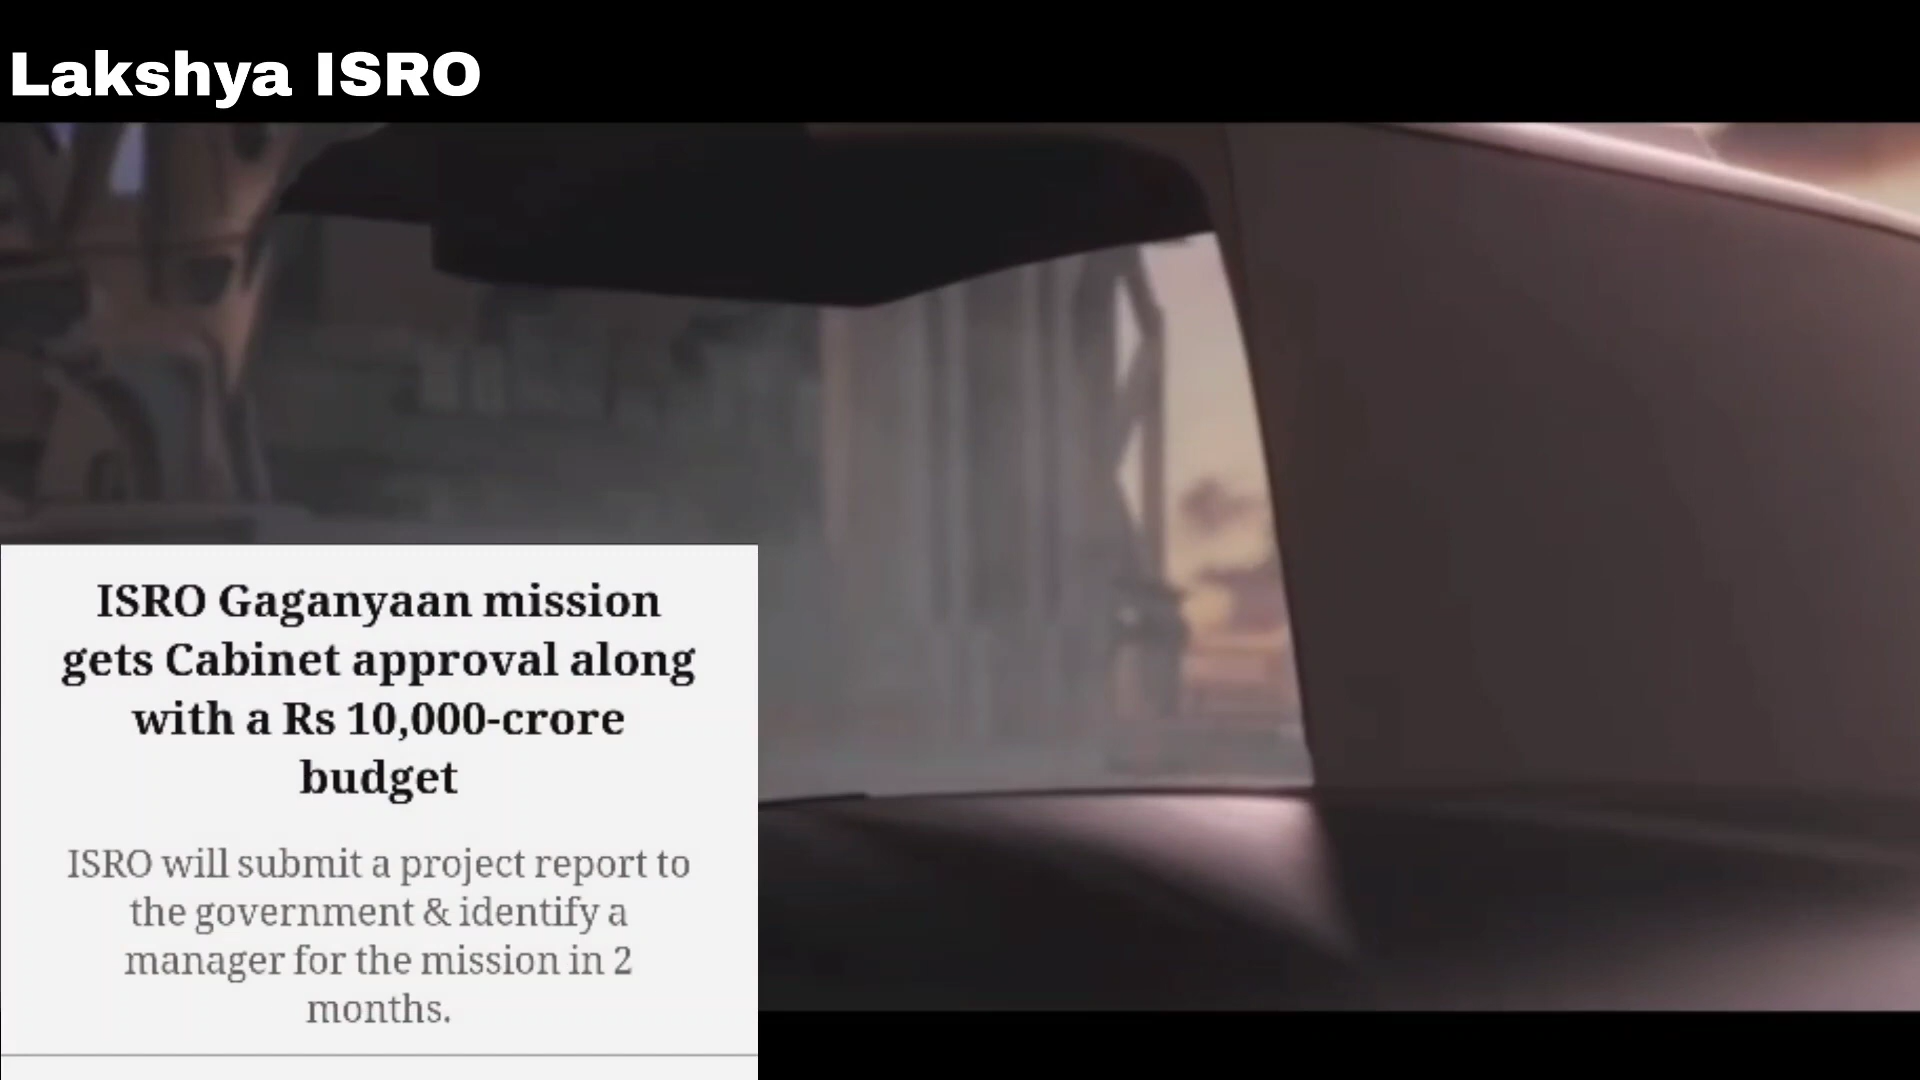 Lakshya ISRO
ISRO Gaganyaan mission
gets Cabinet approval along
with a Rs 10,000-crore
budget
ISRO will submit a project report to
the government & identify a
manager for the mission in 2
months.